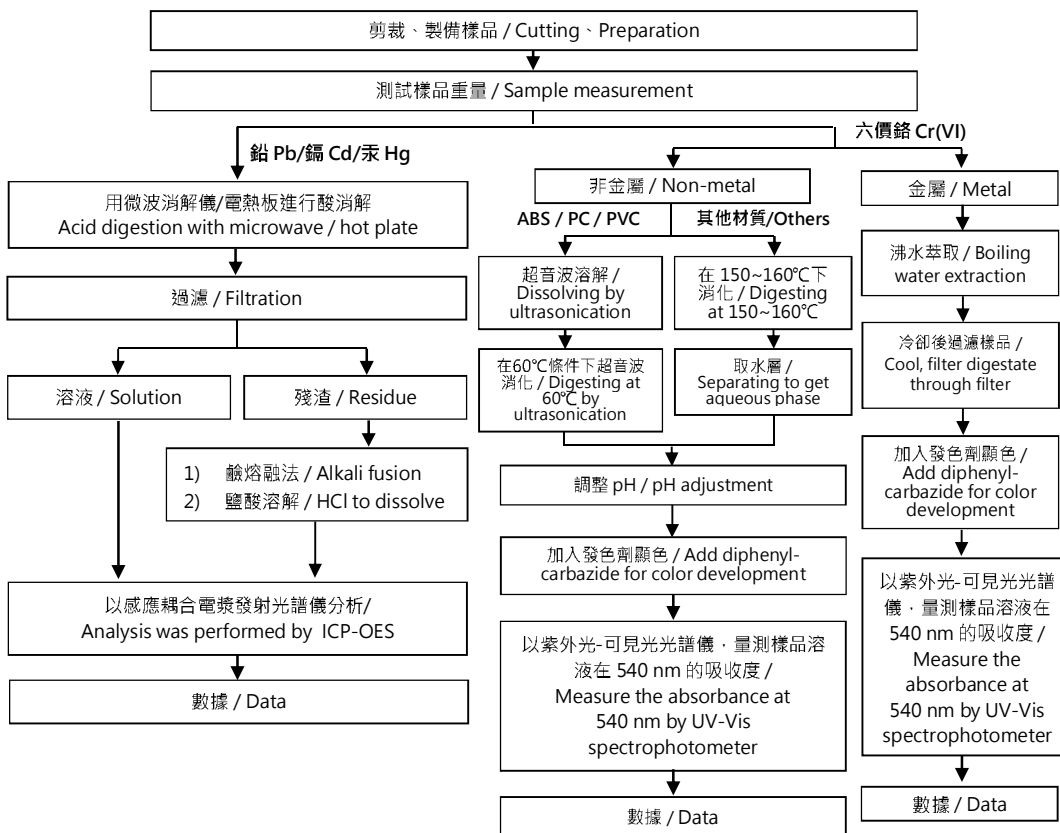 剪裁、製備樣品 / Cutting、Preparation
測試樣品重量 / Sample measurement
鉛 Pb/鎘 Cd/汞 Hg
六價鉻 Cr(VI)
用微波消解儀/電熱板進行酸消解
Acid digestion with microwave / hot plate
過濾 / Filtration
溶液 / Solution
殘渣 / Residue
1) 鹼熔融法 / Alkali fusion
2) 鹽酸溶解 / HCl to dissolve
以感應耦合電漿發射光譜儀分析/
Analysis was performed by ICP-OES
數據 / Data
非金屬 / Non-metal
ABS / PC / PVC
其他材質/Others
超音波溶解 /
Dissolving by
ultrasonication
在60℃條件下超音波
消化 / Digesting at
60℃ by
ultrasonication
在 150~160℃下
消化 / Digesting
at 150~160℃
取水層 /
Separating to get
aqueous phase
調整 pH / pH adjustment
加入發色劑顯色 / Add diphenyl-
carbazide for color development
以紫外光-可見光光譜儀，量測樣品溶
液在 540 nm 的吸收度 /
Measure the absorbance at
540 nm by UV-Vis
spectrophotometer
數據 / Data
金屬 / Metal
沸水萃取 / Boiling
water extraction
冷卻後過濾樣品 /
Cool, filter digestate
through filter
加入發色劑顯色 /
Add diphenyl-
carbazide for color
development
以紫外光-可見光光譜
儀，量測樣品溶液在
540 nm 的吸收度 /
Measure the
absorbance at
540 nm by UV-Vis
spectrophotometer
數據 / Data